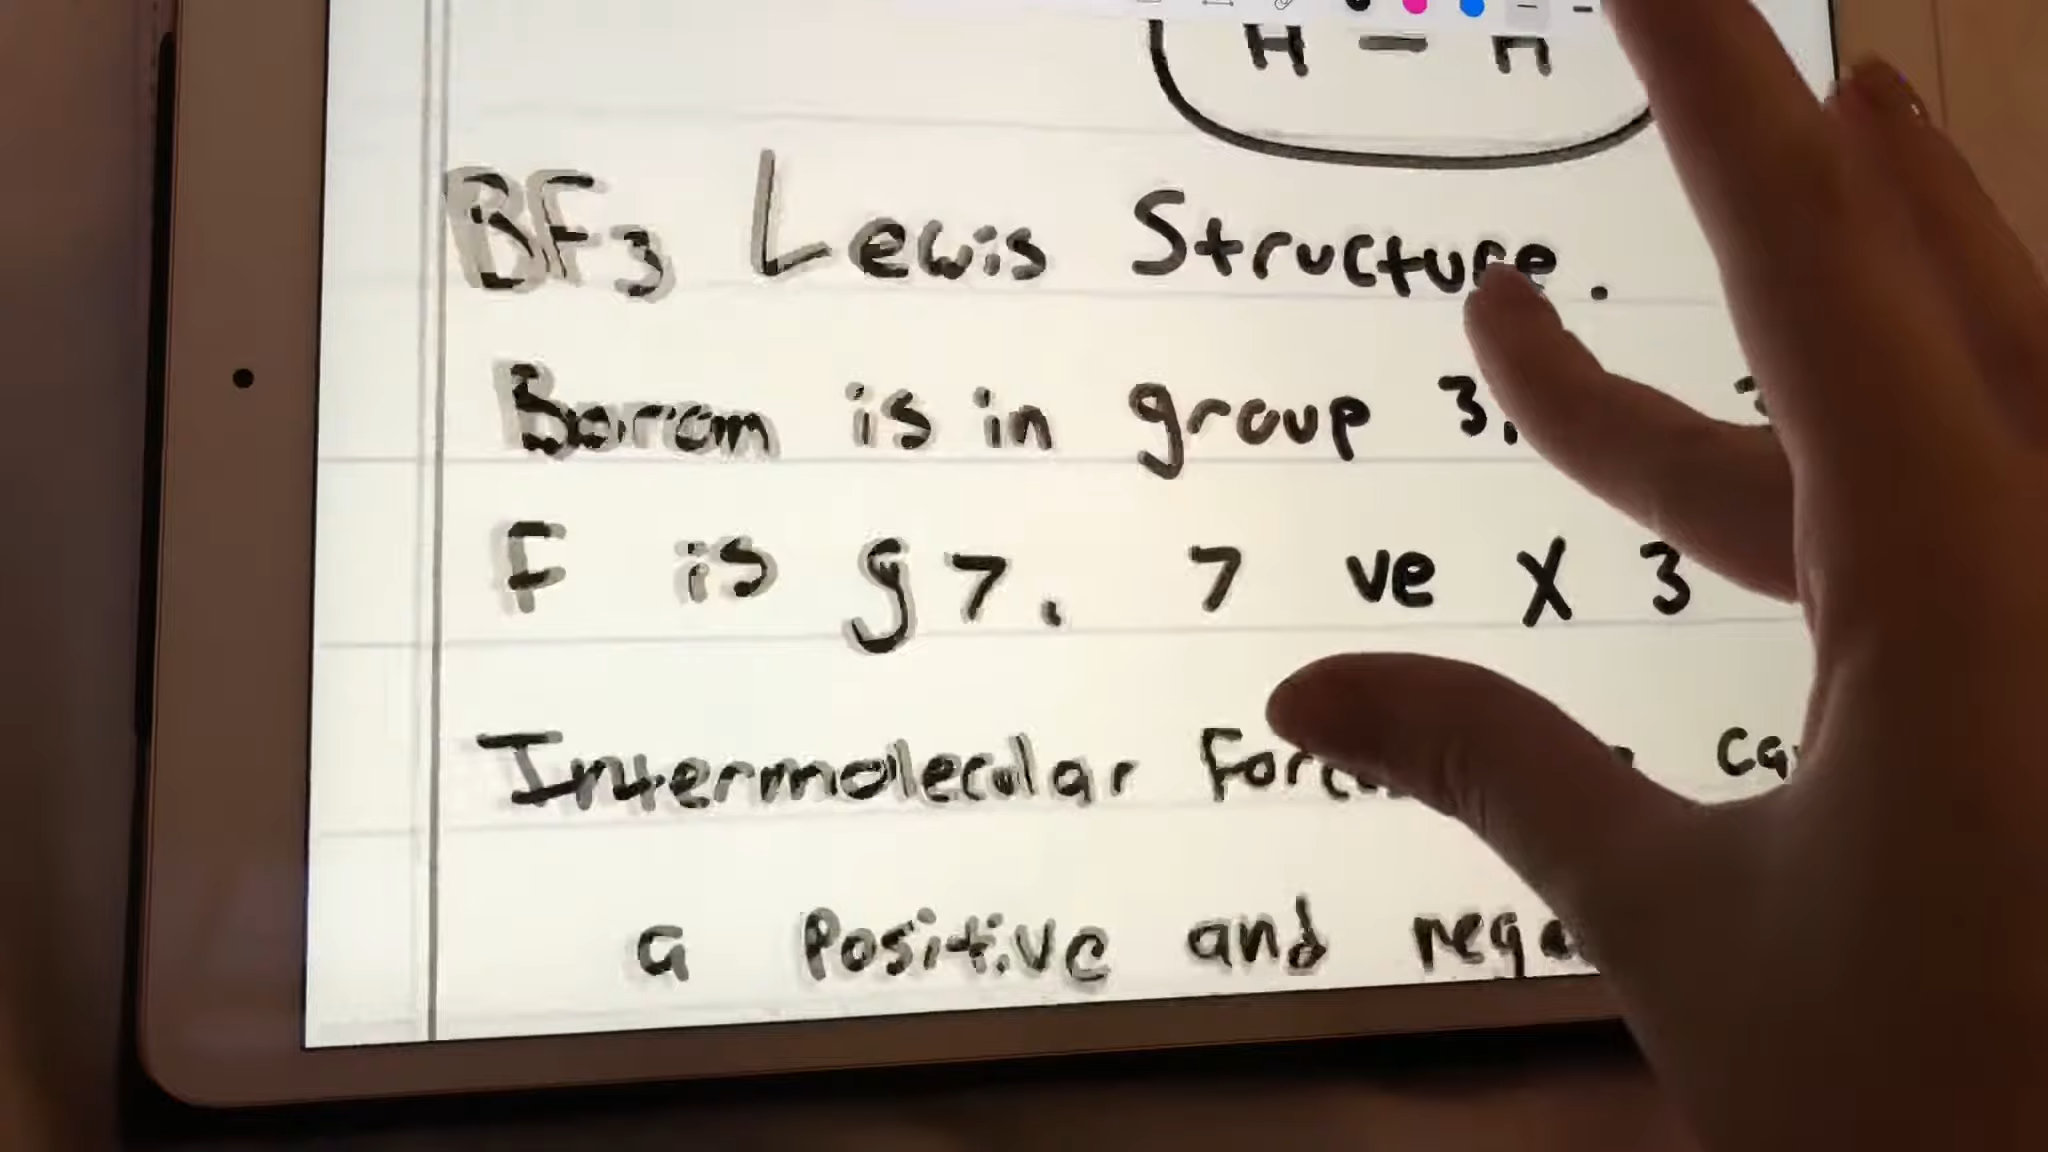 H — H
BF3 Lewis Structure.
Boron is in group 3.
F is g7. 7 ve X 3
Intermolecular
a Positive and